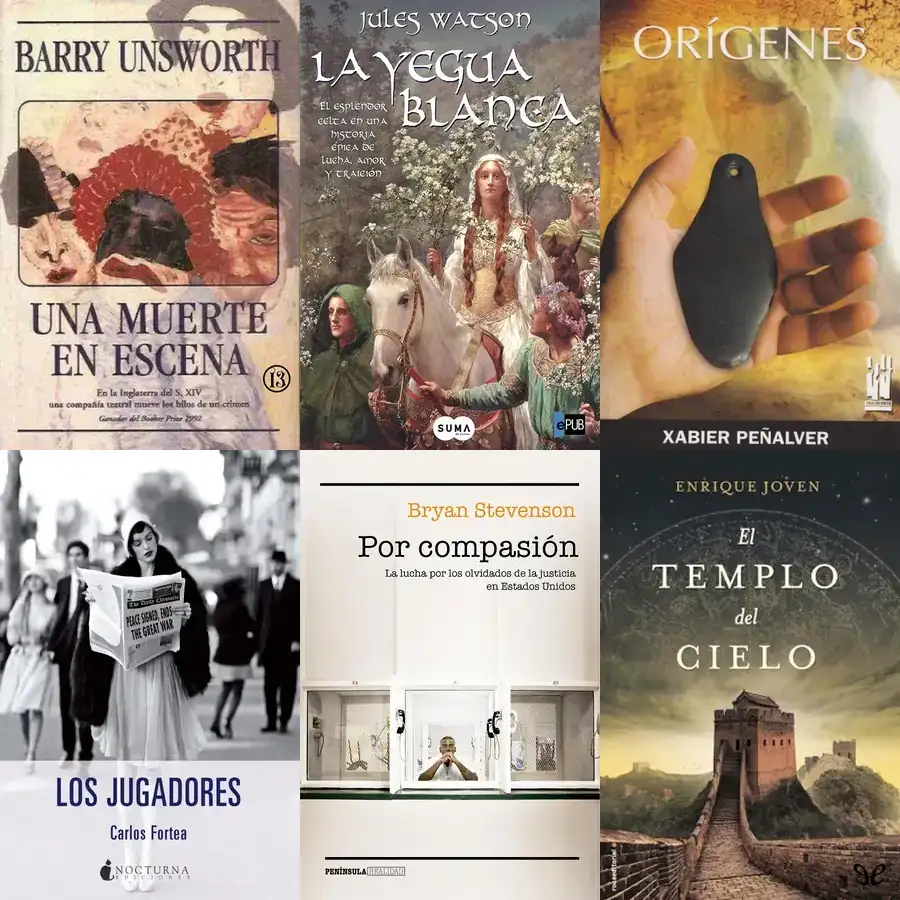 BARRY UNSWORTH
UNA MUERTE
EN ESCENA
13
En la Inglaterra del S. XIV
una compañía teatral mueve los hilos de un crimen
Ganador del Booker Prize 1992
JULES WATSON
LA YEGUA
BLANCA
El esplendor
celta en una
historia
épica de
lucha, amor
y traición
SUMA
ePUB
ORÍGENES
XABIER PEÑALVER
The Daily Chronicle
PEACE SIGNED, ENDS
THE GREAT WAR
LOS JUGADORES
Carlos Fortea
NOCTURNA
EDICIONES
Bryan Stevenson
Por compasión
La lucha por los olvidados de la justicia
en Estados Unidos
PENÍNSULA REALIDAD
ENRIQUE JOVEN
El
TEMPLO
del
CIELO